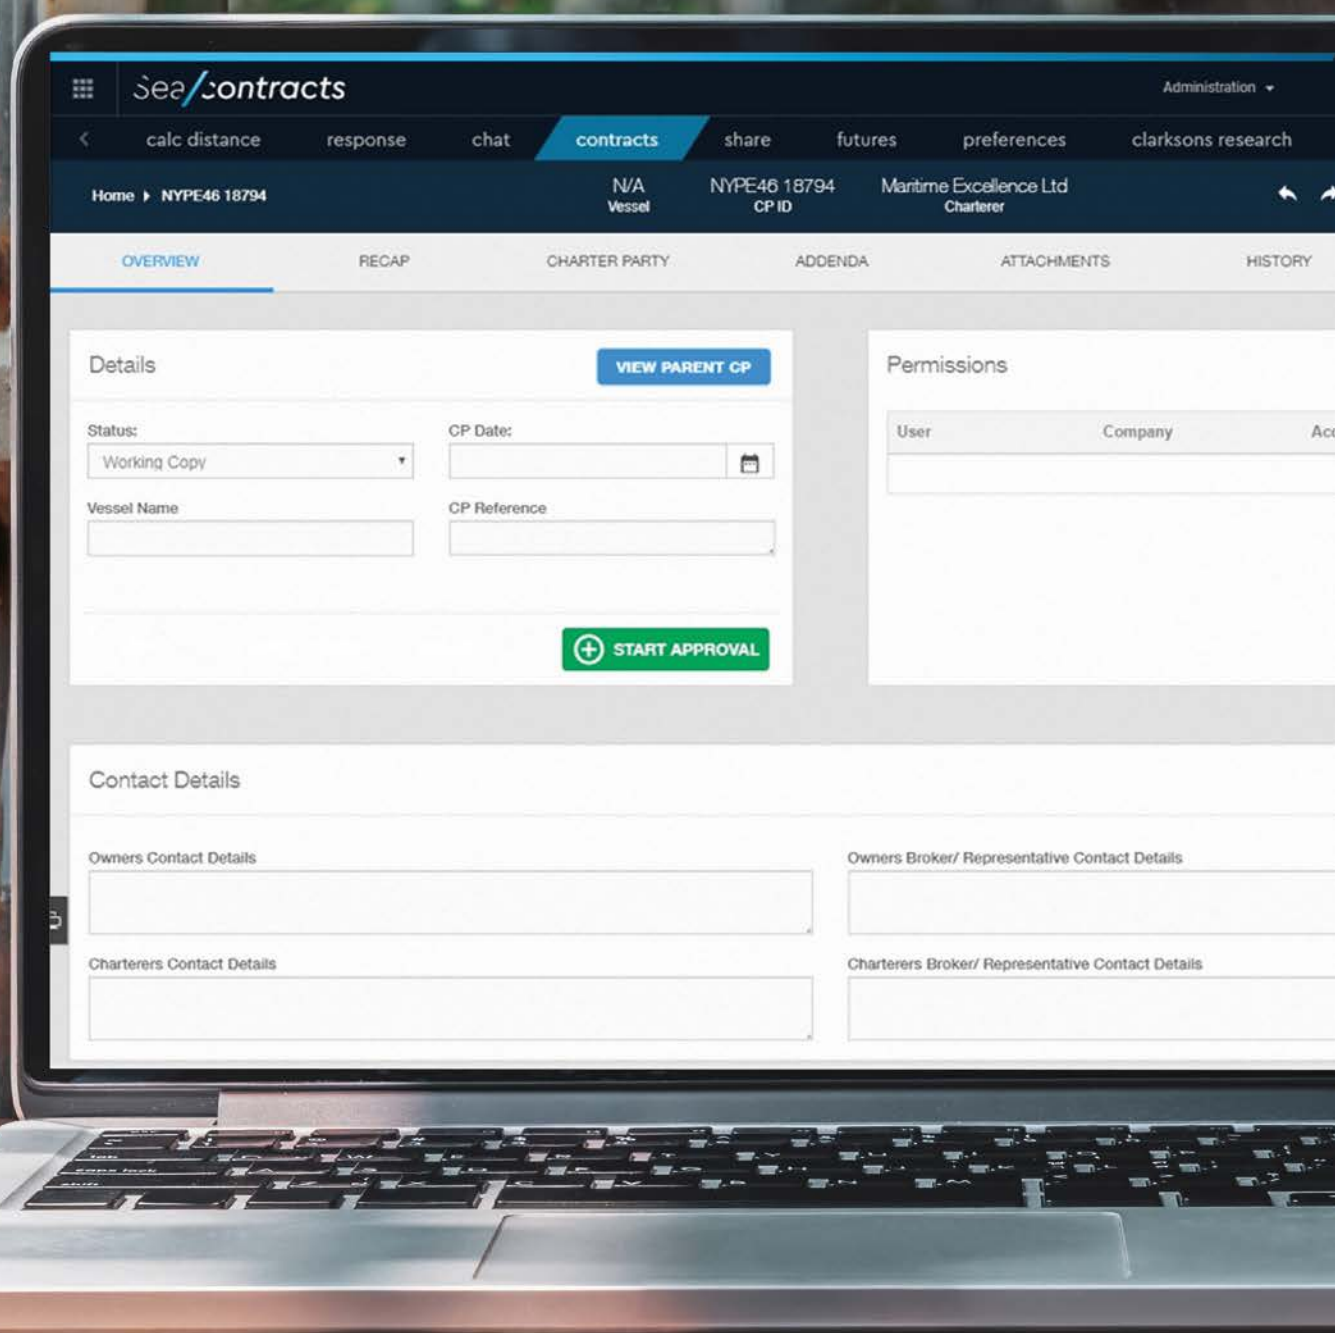 Sea/contracts
Administration
calc distance response chat contracts share futures preferences clarksons research
Home NYPE46 18794
N/A NYPE46 18794 Maritime Excellence Ltd
Vessel CP ID Charterer
OVERVIEW RECAP CHARTER PARTY ADDENDA ATTACHMENTS HISTORY
Details VIEW PARENT CP
Permissions
Status: CP Date:
User Company
Working Copy
Vessel Name CP Reference
START APPROVAL
Contact Details
Owners Contact Details Owners Broker/ Representative Contact Details
Charterers Contact Details Charterers Broker/ Representative Contact Details
caps lock
shift